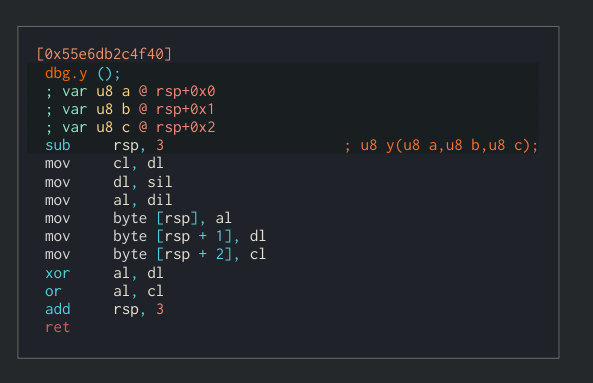 [0x55e6db2c4f40]
dbg.y ();
; var u8 a @ rsp+0x0
; var u8 b @ rsp+0x1
; var u8 c @ rsp+0x2
sub rsp, 3 ; u8 y(u8 a,u8 b,u8 c);
mov cl, dl
mov dl, sil
mov al, dil
mov byte [rsp], al
mov byte [rsp + 1], dl
mov byte [rsp + 2], cl
xor al, dl
or al, cl
add rsp, 3
ret